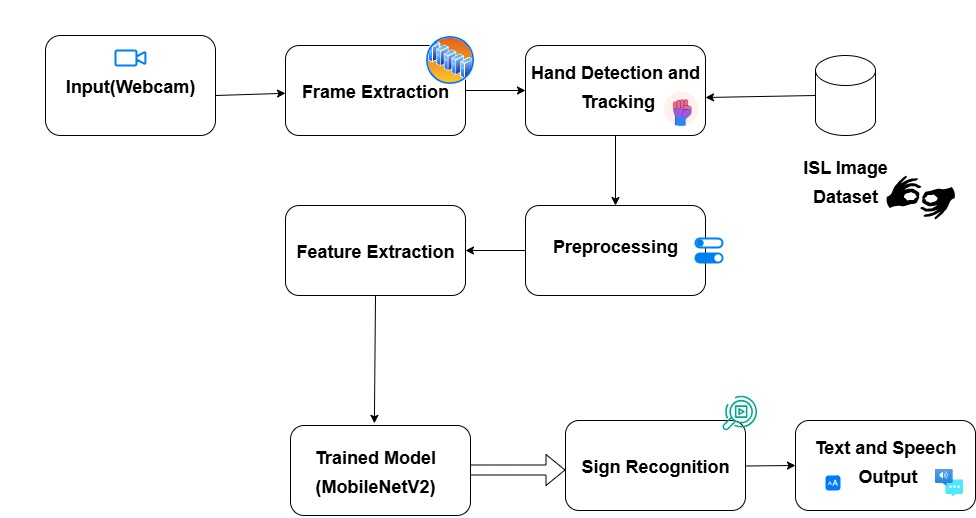 Input(Webcam)
Frame Extraction
Hand Detection and
Tracking
ISL Image
Dataset
Preprocessing
Feature Extraction
Trained Model
(MobileNetV2)
Sign Recognition
Text and Speech
Output
AA